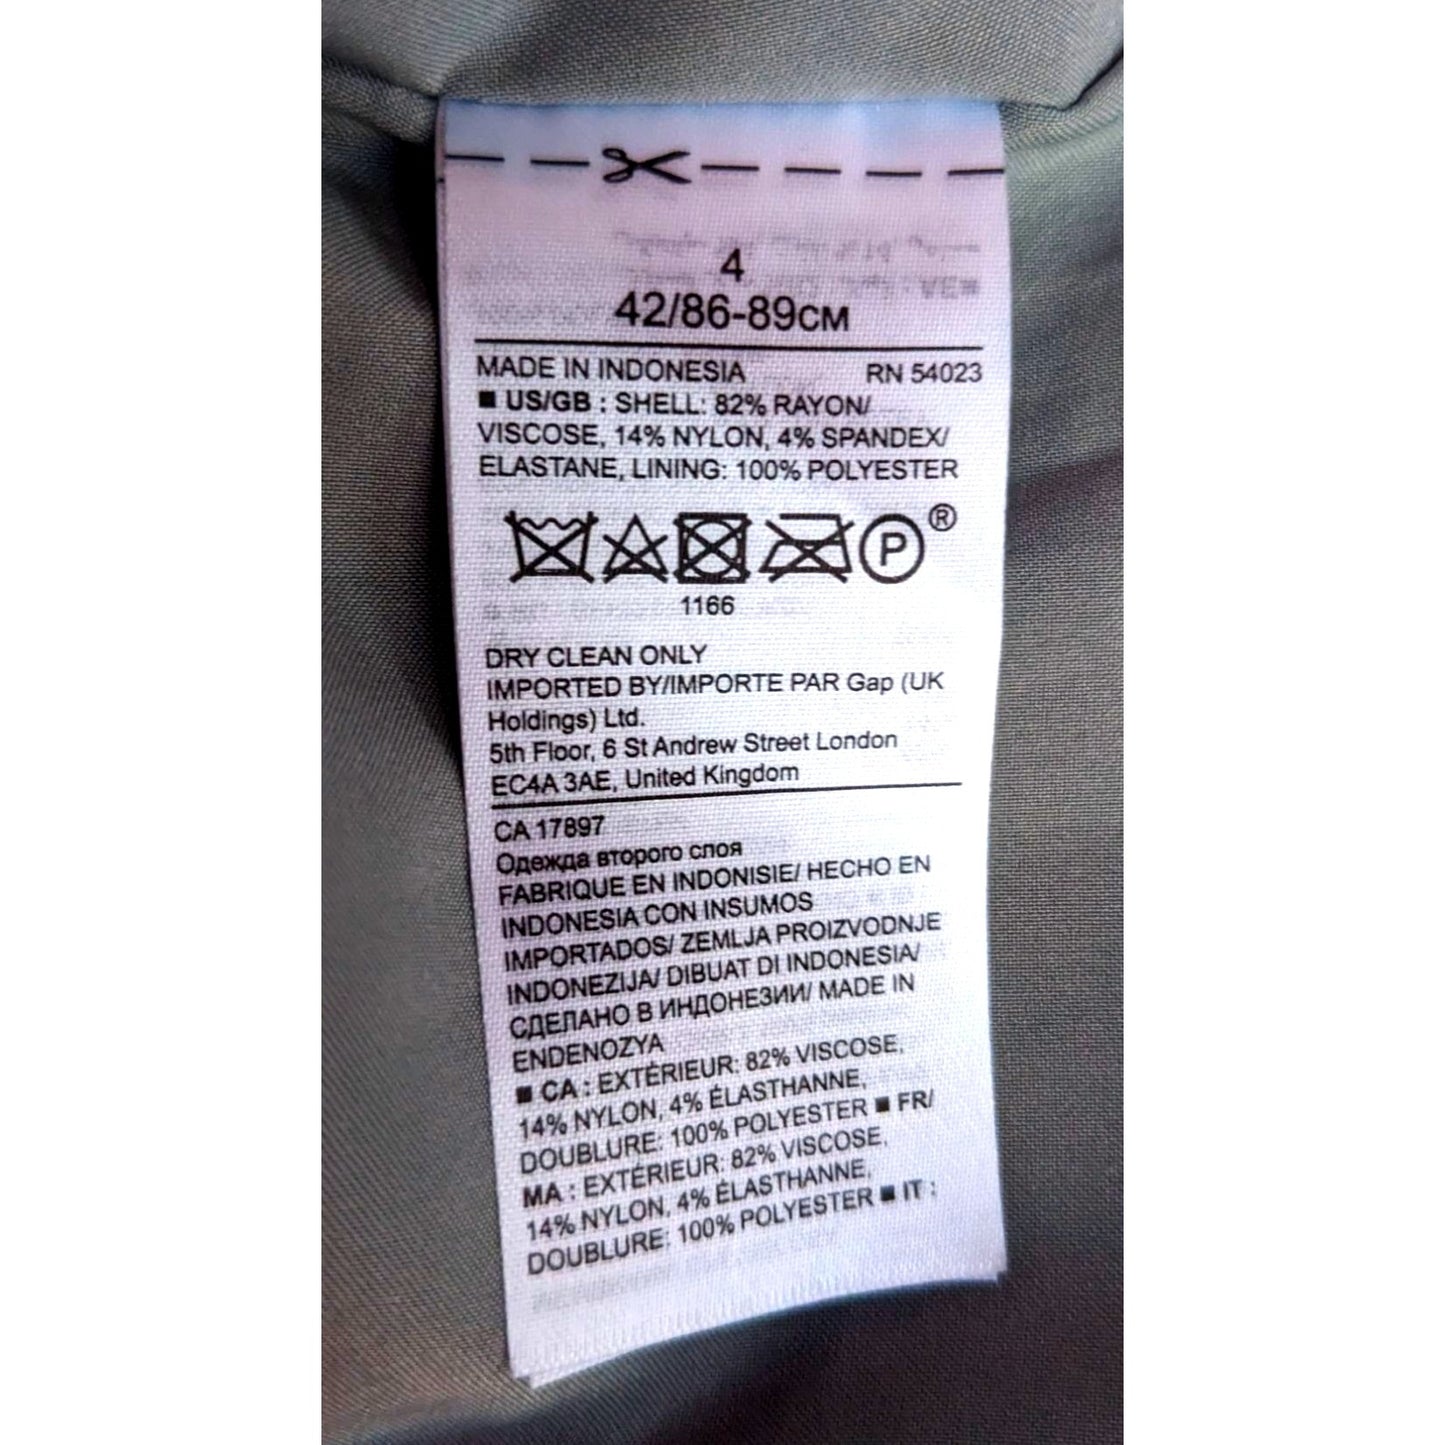 4
42/86-89CM
MADE IN INDONESIA RN 54023
■ US/GB : SHELL: 82% RAYON/
VISCOSE, 14% NYLON, 4% SPANDEX/
ELASTANE, LINING: 100% POLYESTER
P ®
1166
DRY CLEAN ONLY
IMPORTED BY/IMPORTE PAR Gap (UK
Holdings) Ltd.
5th Floor, 6 St Andrew Street London
EC4A 3AE, United Kingdom
CA 17897
Одежда второго слоя
FABRIQUE EN INDONISIE/ HECHO EN
INDONESIA CON INSUMOS
IMPORTADOS/ ZEMLJA PROIZVODNJE
INDONEZIJA/ DIBUAT DI INDONESIA/
СДЕЛАНО В ИНДОНЕЗИИ/ MADE IN
ENDENOZYA
■ CA : EXTÉRIEUR: 82% VISCOSE,
14% NYLON, 4% ÉLASTHANNE,
DOUBLURE: 100% POLYESTER ■ FR/
MA : EXTÉRIEUR: 82% VISCOSE,
14% NYLON, 4% ÉLASTHANNE,
DOUBLURE: 100% POLYESTER ■ IT :